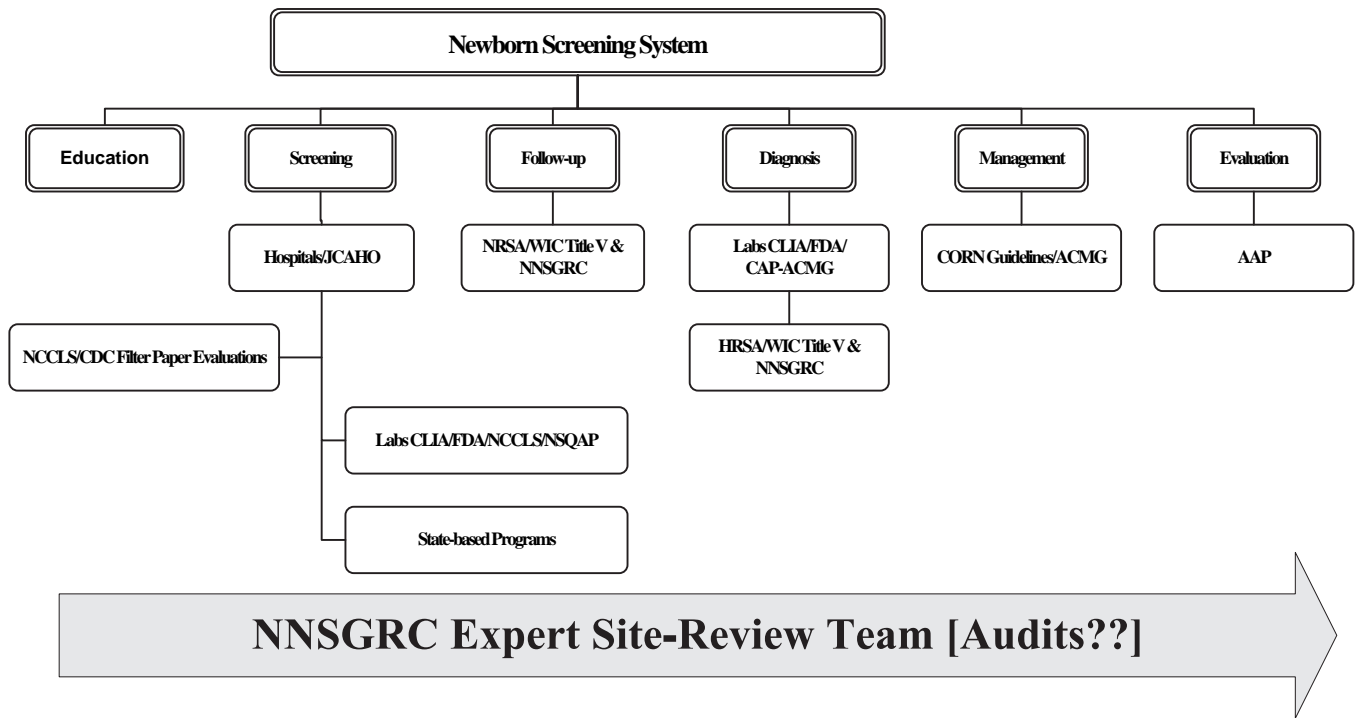 Newborn Screening System
Education
Screening
Follow-up
Diagnosis
Management
Evaluation
Hospitals/JCAHO
NRSA/WIC Title V &
NNSGRC
Labs CLIA/FDA/
CAP-ACMG
CORN Guidelines/ACMG
AAP
NCCLS/CDC Filter Paper Evaluations
HRSA/WIC Title V &
NNSGRC
Labs CLIA/FDA/NCCLS/NSQAP
State-based Programs
NNSGRC Expert Site-Review Team [Audits??]